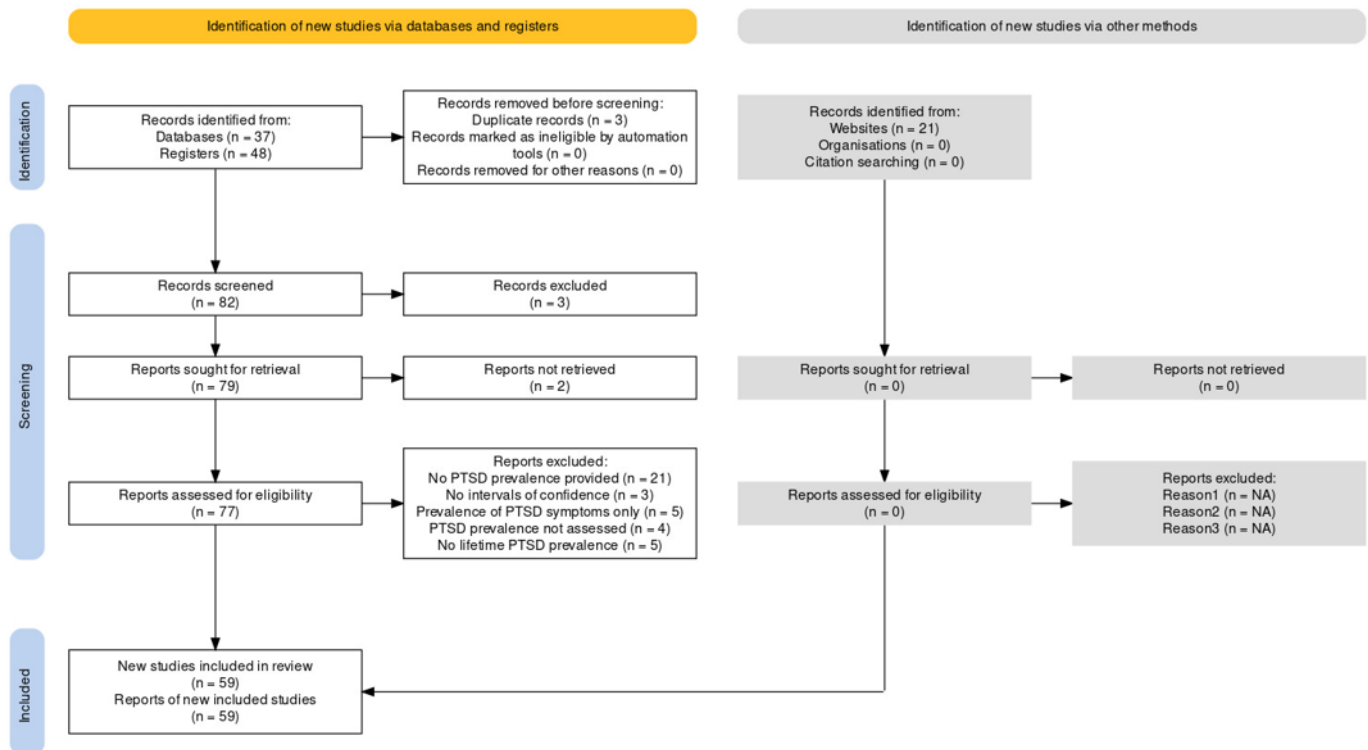 Identification of new studies via databases and registers
Identification of new studies via other methods
Identification
Records identified from:
Databases (n = 37)
Registers (n = 48)
Records removed before screening:
Duplicate records (n = 3)
Records marked as ineligible by automation
tools (n = 0)
Records removed for other reasons (n = 0)
Records identified from:
Websites (n = 21)
Organisations (n = 0)
Citation searching (n = 0)
Screening
Records screened
(n = 82)
Records excluded
(n = 3)
Reports sought for retrieval
(n = 79)
Reports not retrieved
(n = 2)
Reports sought for retrieval
(n = 0)
Reports not retrieved
(n = 0)
Reports assessed for eligibility
(n = 77)
Reports excluded:
No PTSD prevalence provided (n = 21)
No intervals of confidence (n = 3)
Prevalence of PTSD symptoms only (n = 5)
PTSD prevalence not assessed (n = 4)
No lifetime PTSD prevalence (n = 5)
Reports assessed for eligibility
(n = 0)
Reports excluded:
Reason1 (n = NA)
Reason2 (n = NA)
Reason3 (n = NA)
Included
New studies included in review
(n = 59)
Reports of new included studies
(n = 59)